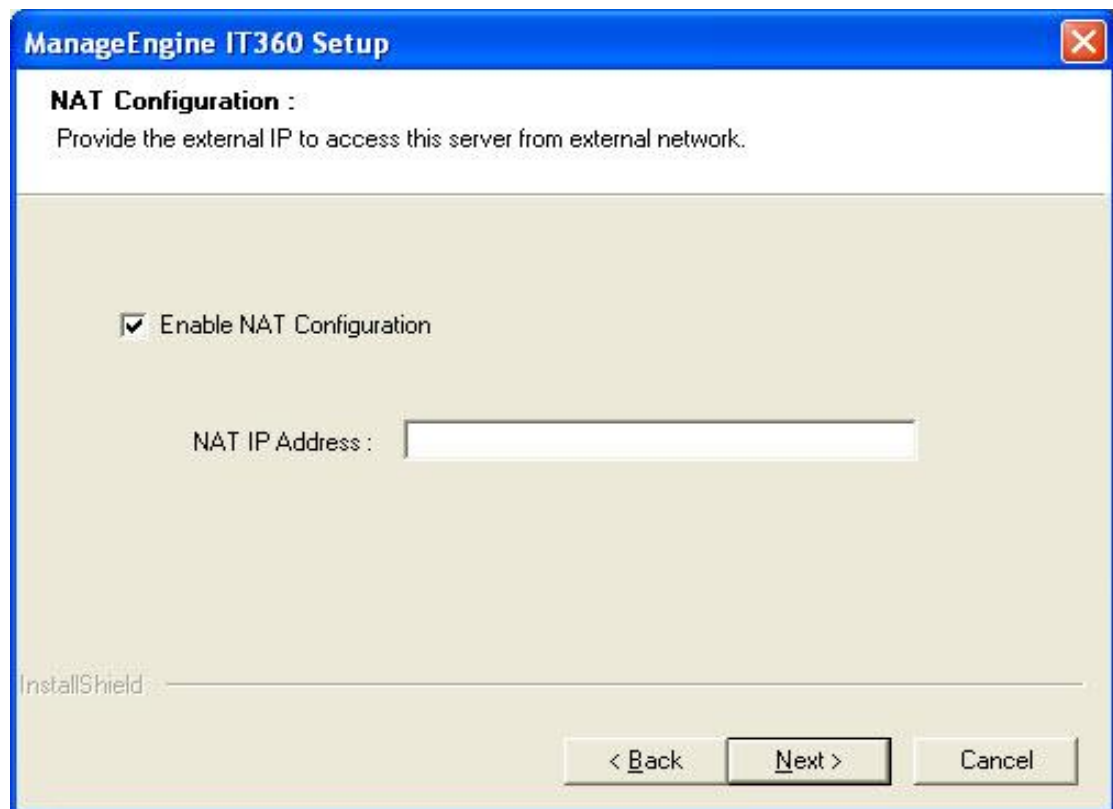 ManageEngine IT360 Setup
NAT Configuration :
Provide the external IP to access this server from external network.
Enable NAT Configuration
NAT IP Address :
InstallShield
< Back Next > Cancel